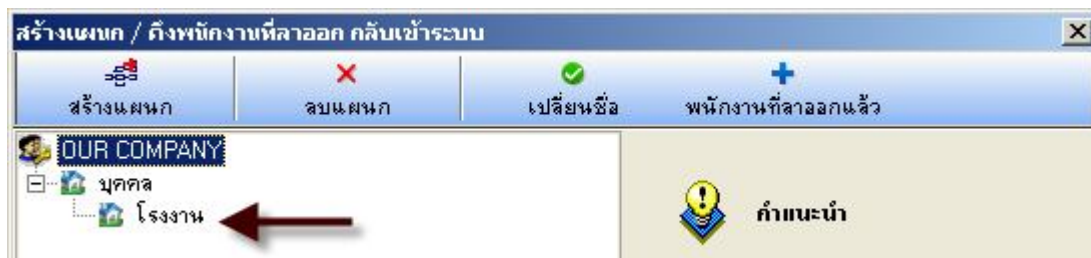 สร้างแผนก / ดึงพนักงานที่ลาออก กลับเข้าระบบ
สร้างแผนก ลบแผนก เปลี่ยนชื่อ พนักงานที่ลาออกแล้ว
OUR COMPANY
บุคคล
โรงงาน
คำแนะนำ